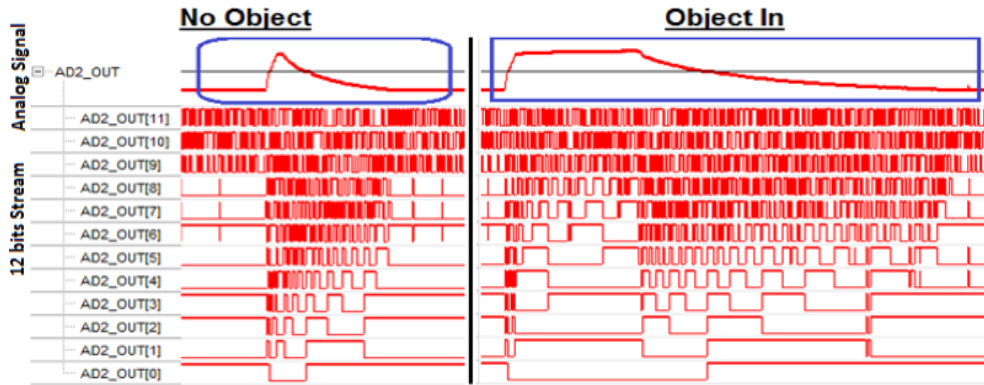 No Object
Object In
Analog Signal
AD2_OUT
12 bits Stream
AD2_OUT[11]
AD2_OUT[10]
AD2_OUT[9]
AD2_OUT[8]
AD2_OUT[7]
AD2_OUT[6]
AD2_OUT[5]
AD2_OUT[4]
AD2_OUT[3]
AD2_OUT[2]
AD2_OUT[1]
AD2_OUT[0]